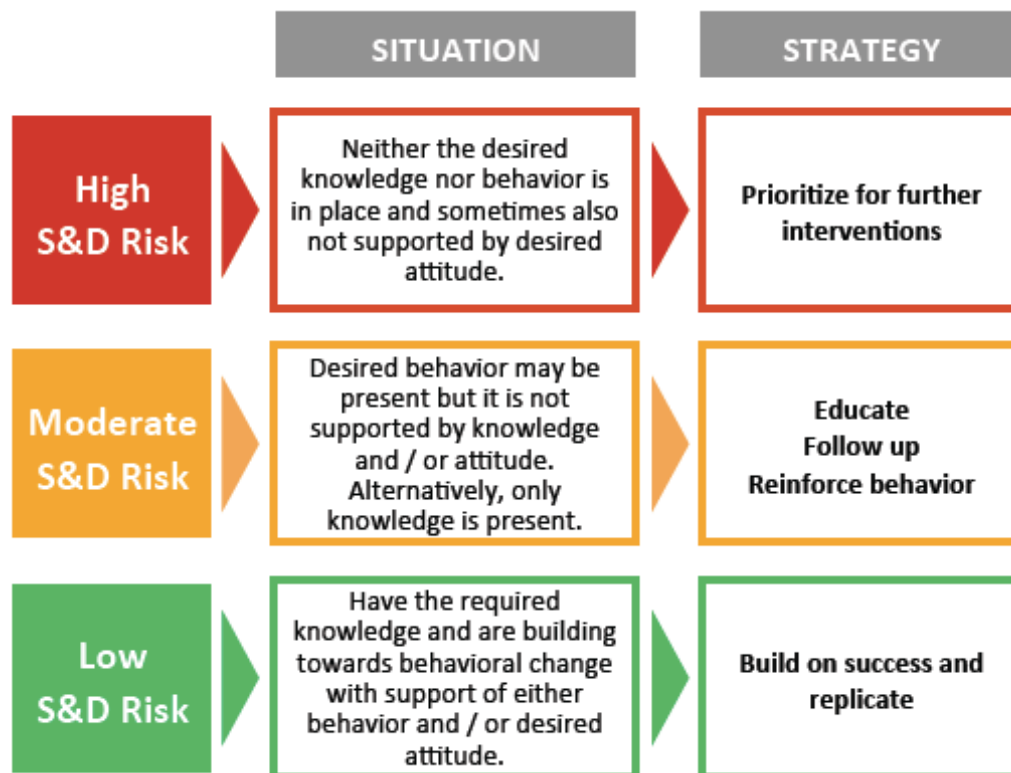 SITUATION
STRATEGY
High
S&D Risk
Neither the desired
knowledge nor behavior is
in place and sometimes also
not supported by desired
attitude.
Prioritize for further
interventions
Moderate
S&D Risk
Desired behavior may be
present but it is not
supported by knowledge
and / or attitude.
Alternatively, only
knowledge is present.
Educate
Follow up
Reinforce behavior
Low
S&D Risk
Have the required
knowledge and are building
towards behavioral change
with support of either
behavior and / or desired
attitude.
Build on success and
replicate